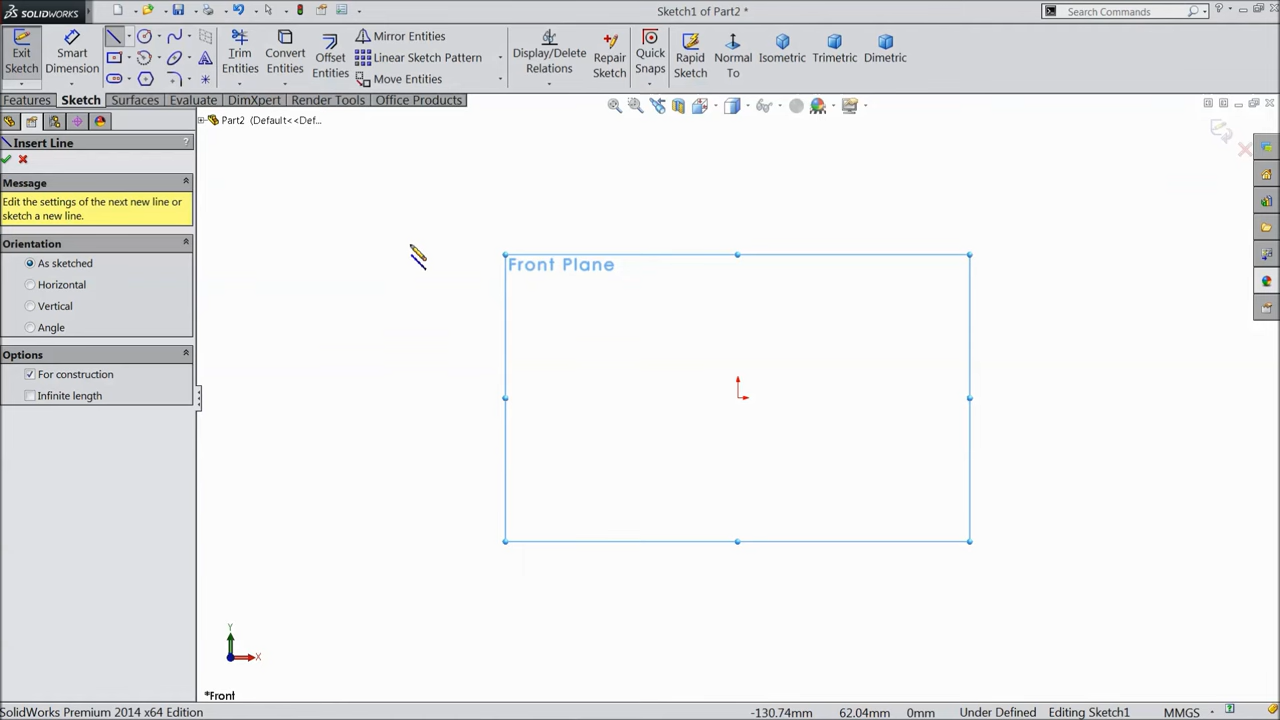 SOLIDWORKS
Sketch1 of Part2 *
Search Commands
Exit Sketch
Smart Dimension
Trim Entities
Convert Entities
Offset Entities
Mirror Entities
Linear Sketch Pattern
Move Entities
Display/Delete Relations
Repair Sketch
Quick Snaps
Rapid Sketch
Normal To
Isometric
Trimetric
Dimetric
Features
Sketch
Surfaces
Evaluate
DimXpert
Render Tools
Office Products
Part2 (Default<<Def...
Insert Line
?
Message
Edit the settings of the next new line or
sketch a new line.
Orientation
As sketched
Horizontal
Vertical
Angle
Options
For construction
Infinite length
Front Plane
Y
X
*Front
SolidWorks Premium 2014 x64 Edition
-130.74mm
62.04mm
0mm
Under Defined
Editing Sketch1
MMGS